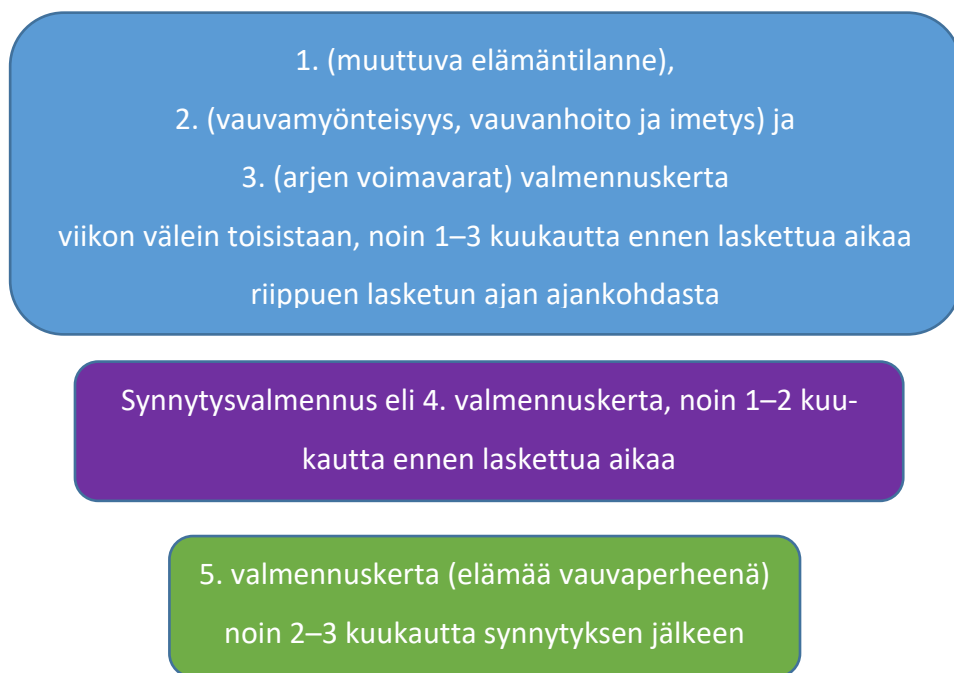 1. (muuttuva elämäntilanne),
2. (vauvamyönteisyys, vauvanhoito ja imetys) ja
3. (arjen voimavarat) valmennuskerta
viikon välein toisistaan, noin 1–3 kuukautta ennen laskettua aikaa
riippuen lasketun ajan ajankohdasta
Synnytysvalmennus eli 4. valmennuskerta, noin 1–2 kuu-
kautta ennen laskettua aikaa
5. valmennuskerta (elämää vauvaperheenä)
noin 2–3 kuukautta synnytyksen jälkeen